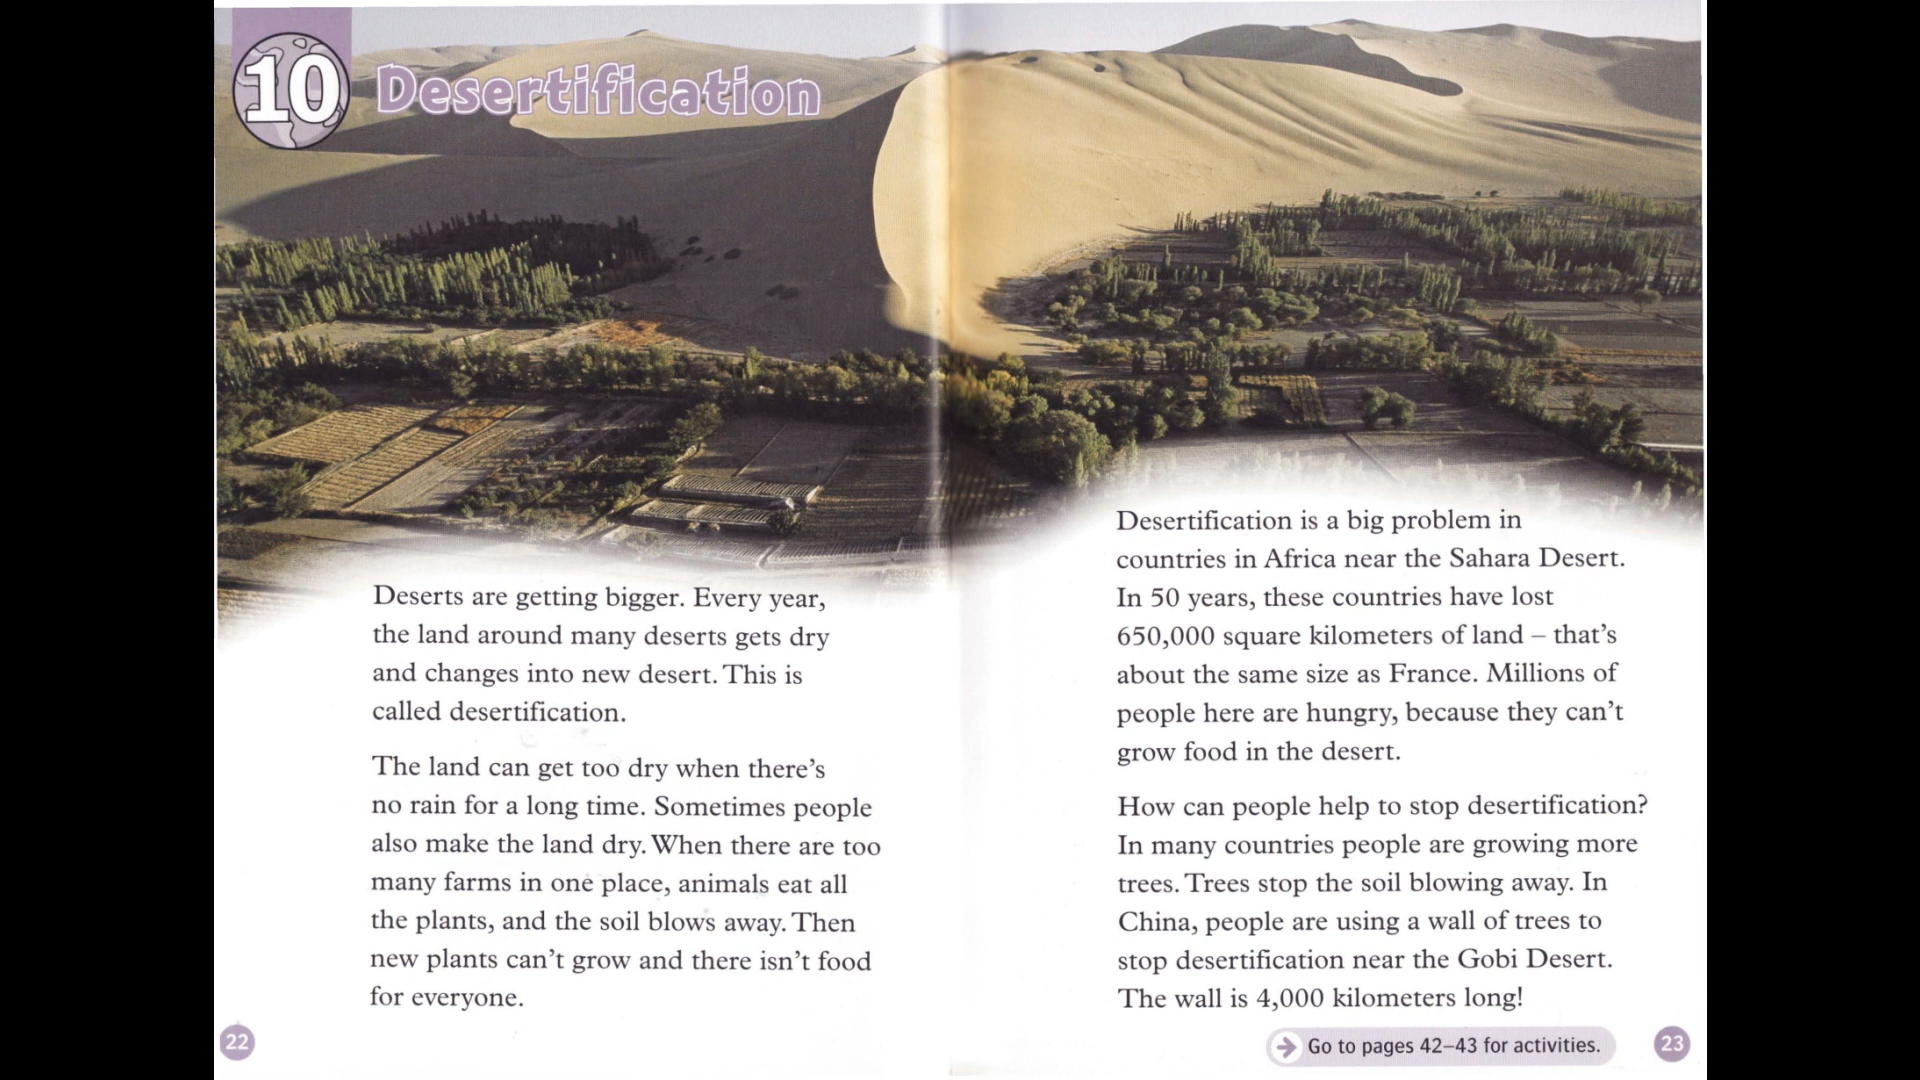 10
Desertification
Deserts are getting bigger. Every year,
the land around many deserts gets dry
and changes into new desert. This is
called desertification.
The land can get too dry when there's
no rain for a long time. Sometimes people
also make the land dry. When there are too
many farms in one place, animals eat all
the plants, and the soil blows away. Then
new plants can't grow and there isn't food
for everyone.
22
Desertification is a big problem in
countries in Africa near the Sahara Desert.
In 50 years, these countries have lost
650,000 square kilometers of land – that's
about the same size as France. Millions of
people here are hungry, because they can't
grow food in the desert.
How can people help to stop desertification?
In many countries people are growing more
trees. Trees stop the soil blowing away. In
China, people are using a wall of trees to
stop desertification near the Gobi Desert.
The wall is 4,000 kilometers long!
Go to pages 42–43 for activities.
23